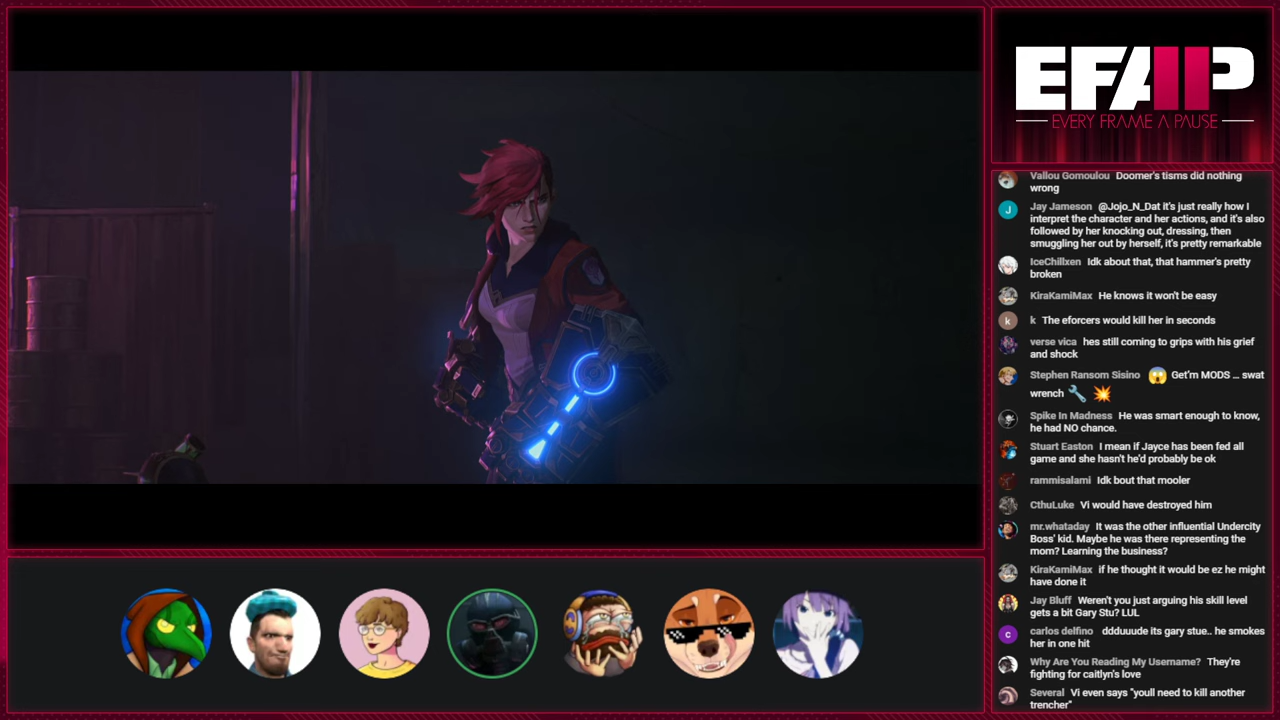 EFAP
EVERY FRAME A PAUSE
Vallou Gomoulou Doomer's tisms did nothing
wrong
J
Jay Jameson @Jojo_N_Dat it's just really how I
interpret the character and her actions, and it's also
followed by her knocking out, dressing, then
smuggling her out by herself, it's pretty remarkable
IceChillxen Idk about that, that hammer's pretty
broken
KiraKamiMax He knows it won't be easy
k
k The eforcers would kill her in seconds
verse vica hes still coming to grips with his grief
and shock
Stephen Ransom Sisino 😱 Get'm MODS ... swat
wrench 🔧 💥
Spike In Madness He was smart enough to know,
he had NO chance.
Stuart Easton I mean if Jayce has been fed all
game and she hasn't he'd probably be ok
rammisalami Idk bout that mooler
CthuLuke Vi would have destroyed him
mr.whataday It was the other influential Undercity
Boss' kid. Maybe he was there representing the
mom? Learning the business?
KiraKamiMax if he thought it would be ez he might
have done it
Jay Bluff Weren't you just arguing his skill level
gets a bit Gary Stu? LUL
c
carlos delfino dddduuude its gary stue.. he smokes
her in one hit
Why Are You Reading My Username? They're
fighting for caitlyn's love
Several Vi even says "youll need to kill another
trencher"